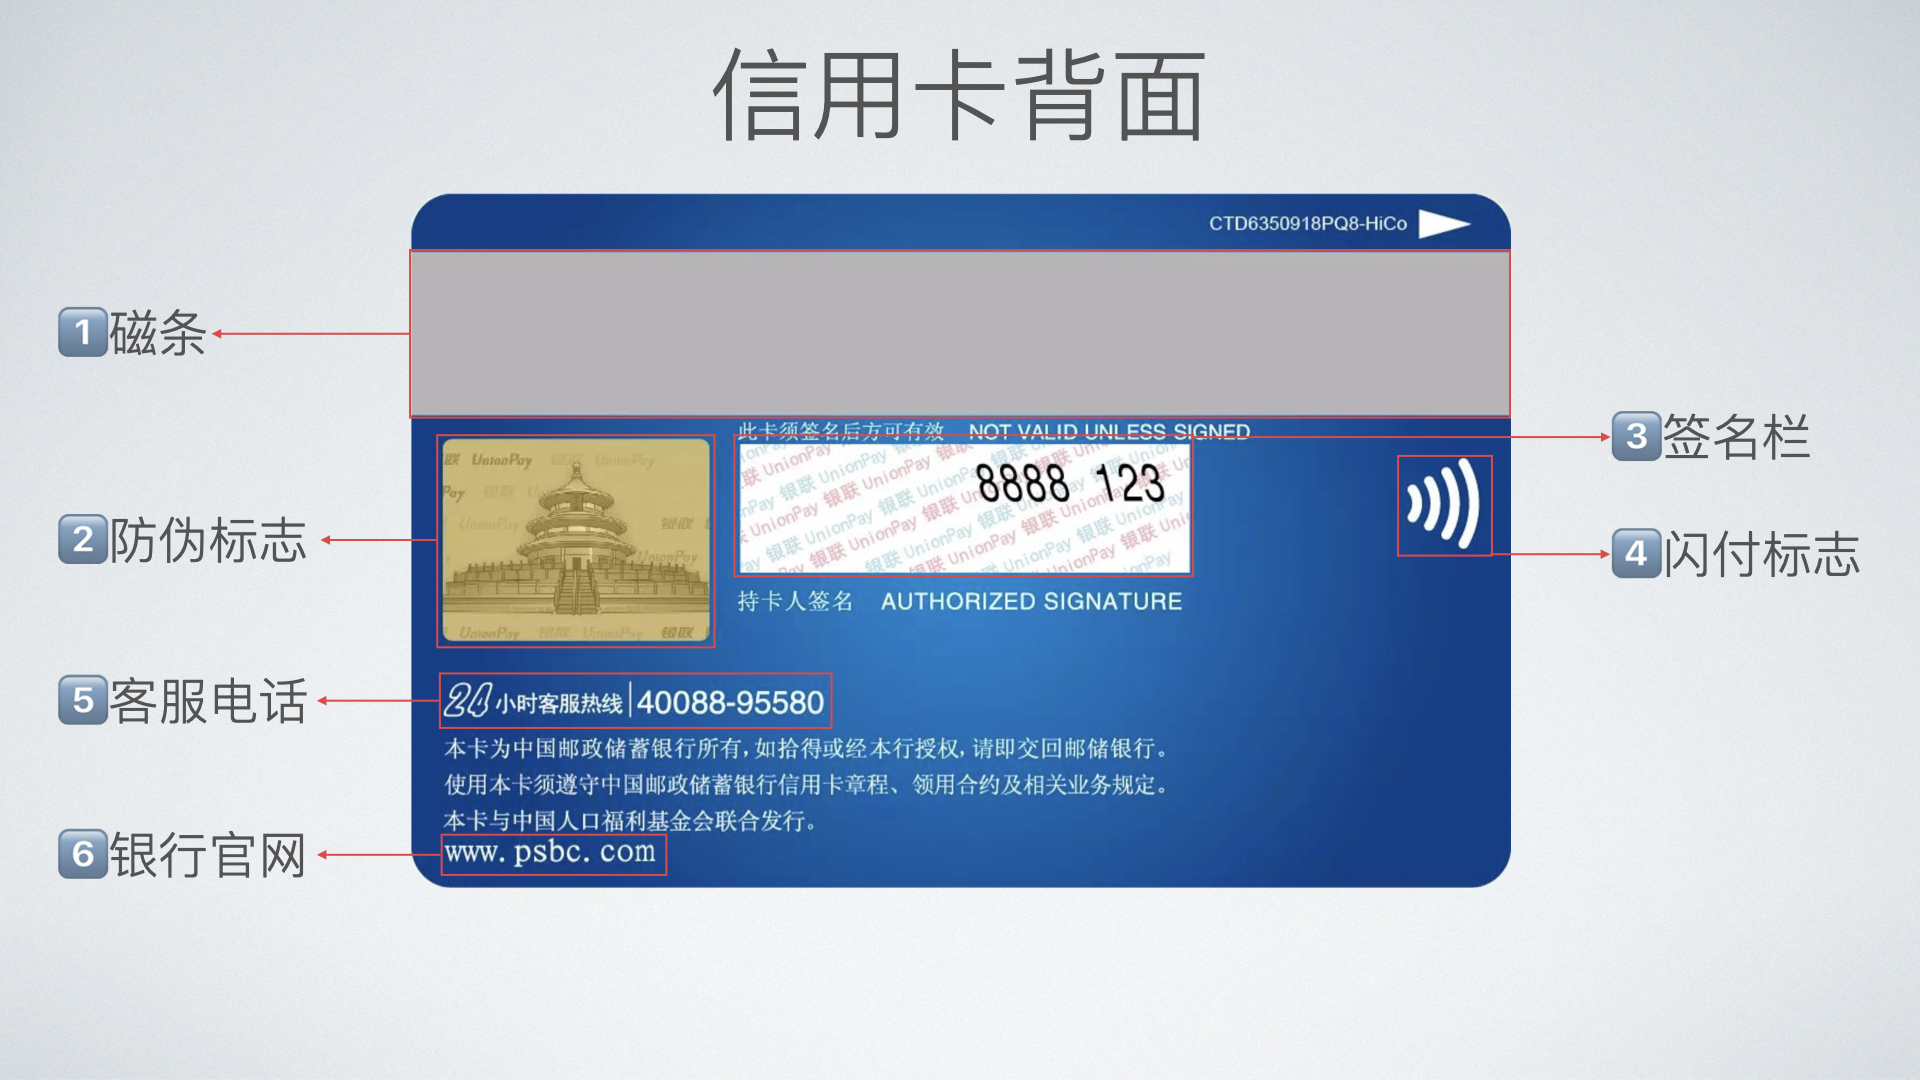 信用卡背面
CTD6350918PQ8-HiCo
1磁条
此卡须签名后方可有效 NOT VALID UNLESS SIGNED
3签名栏
8888 123
银联 UnionPay
2防伪标志
4闪付标志
持卡人签名 AUTHORIZED SIGNATURE
5客服电话
24小时客服热线|40088-95580
本卡为中国邮政储蓄银行所有,如拾得或经本行授权,请即交回邮储银行。
使用本卡须遵守中国邮政储蓄银行信用卡章程、领用合约及相关业务规定。
本卡与中国人口福利基金会联合发行。
6银行官网
www.psbc.com